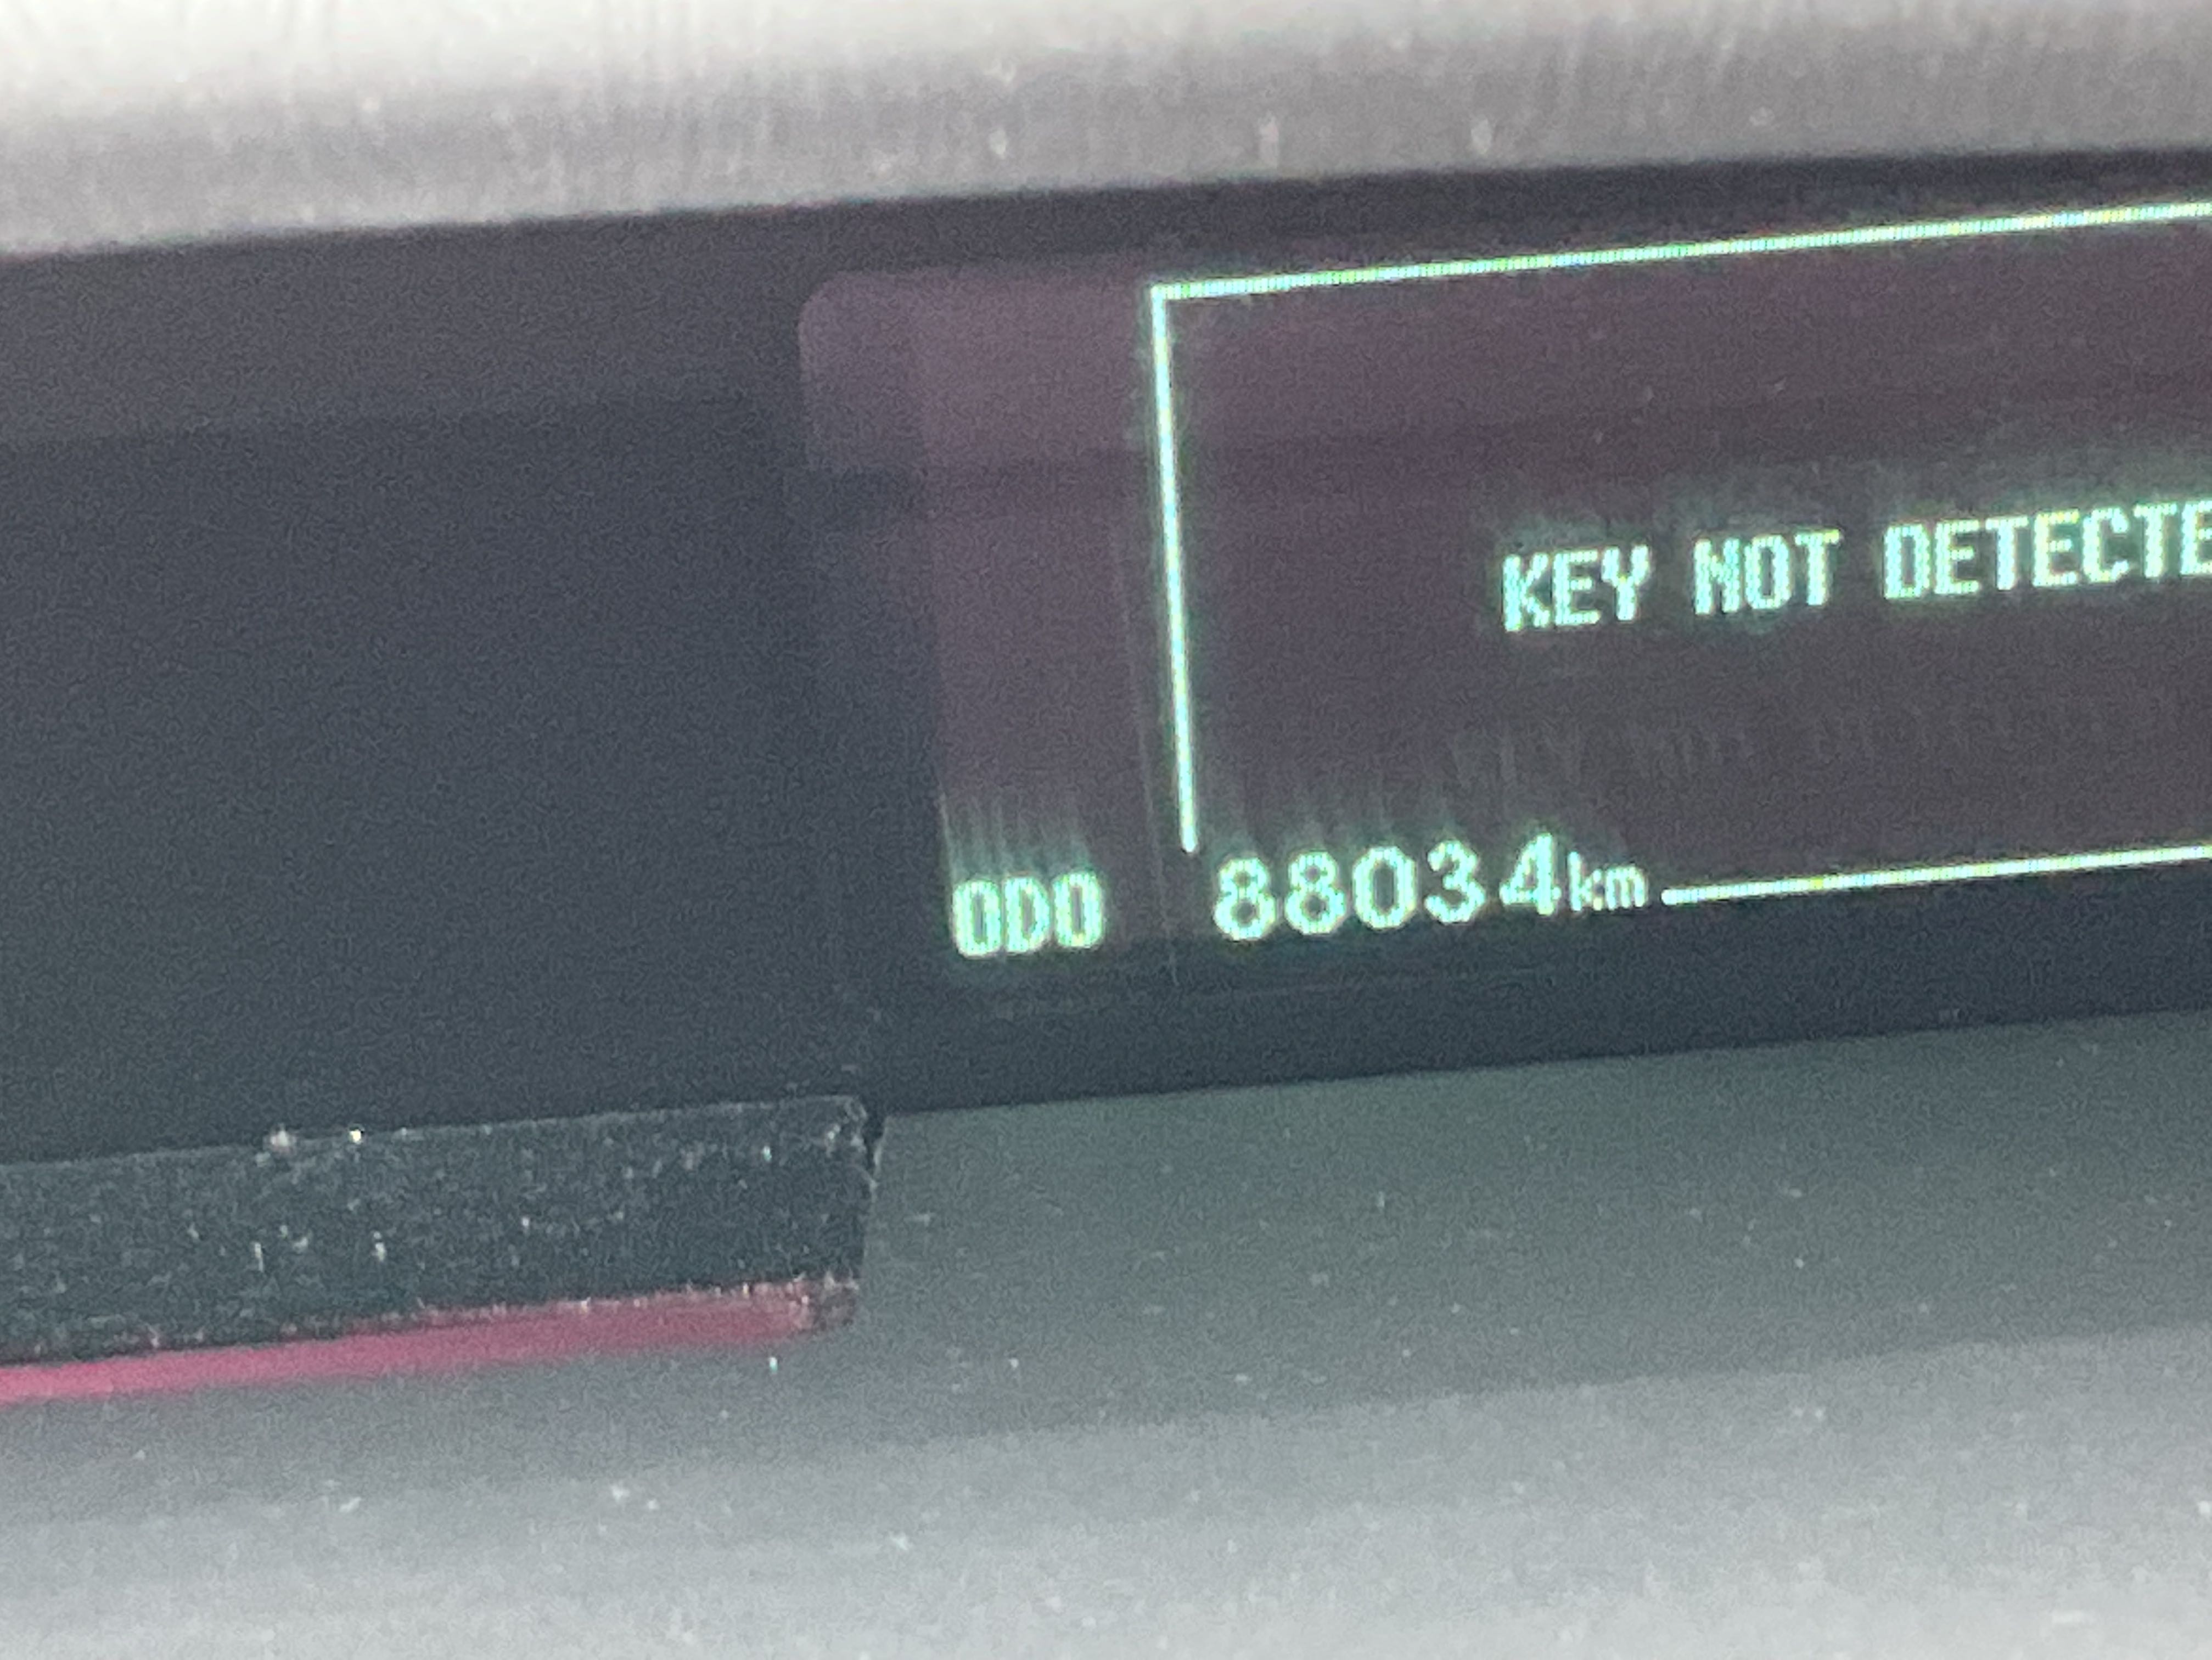 KEY NOT DETECTE
ODO 88034km